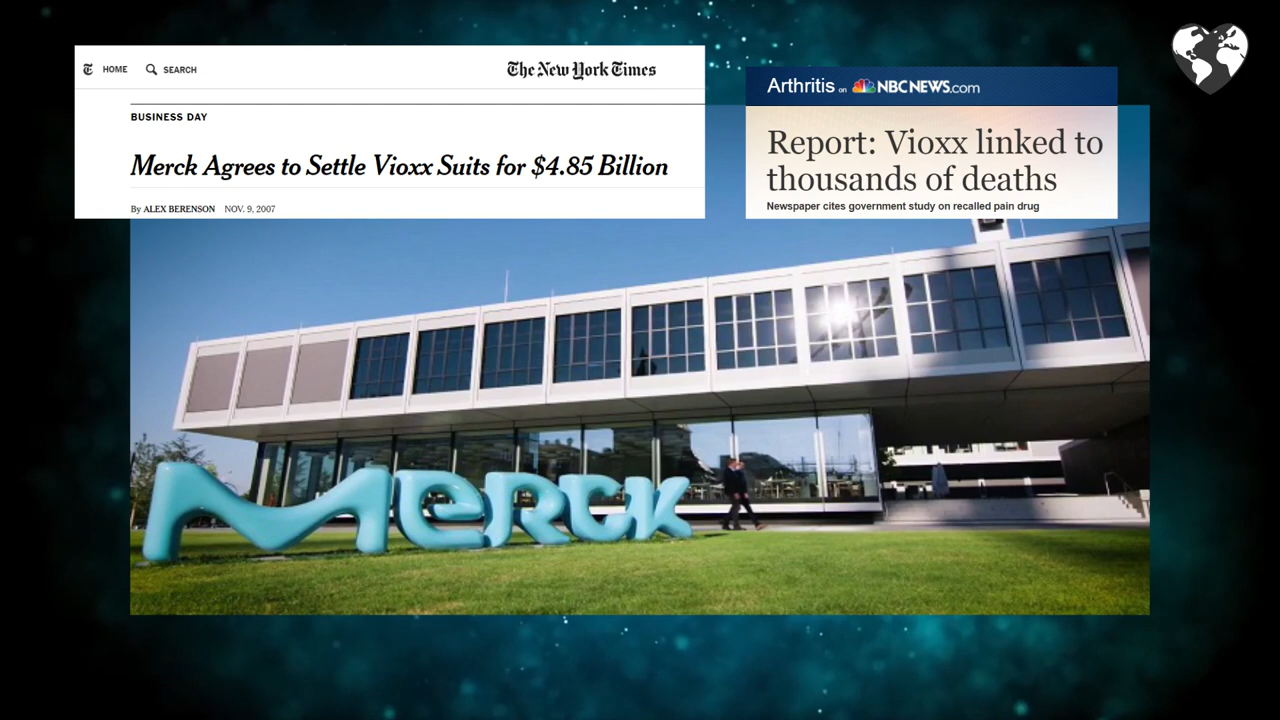 HOME
SEARCH
The New York Times
BUSINESS DAY
Merck Agrees to Settle Vioxx Suits for $4.85 Billion
By ALEX BERENSON NOV. 9, 2007
Arthritis on NBCNEWS.com
Report: Vioxx linked to
thousands of deaths
Newspaper cites government study on recalled pain drug
Merck